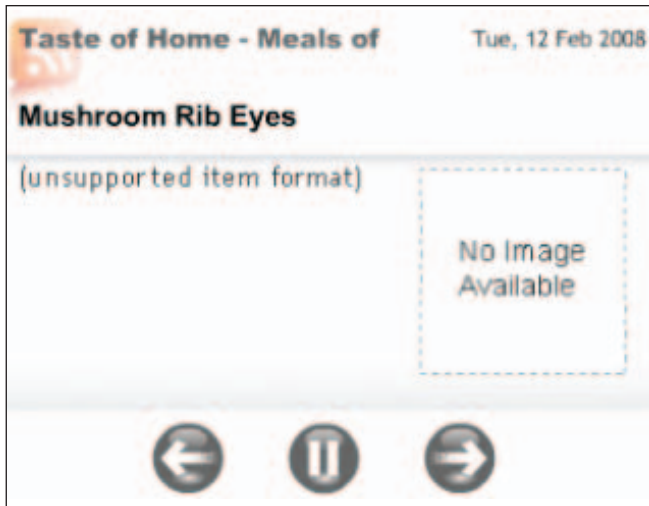 Taste of Home - Meals of
Tue, 12 Feb 2008
Mushroom Rib Eyes
(unsupported item format)
No Image
Available